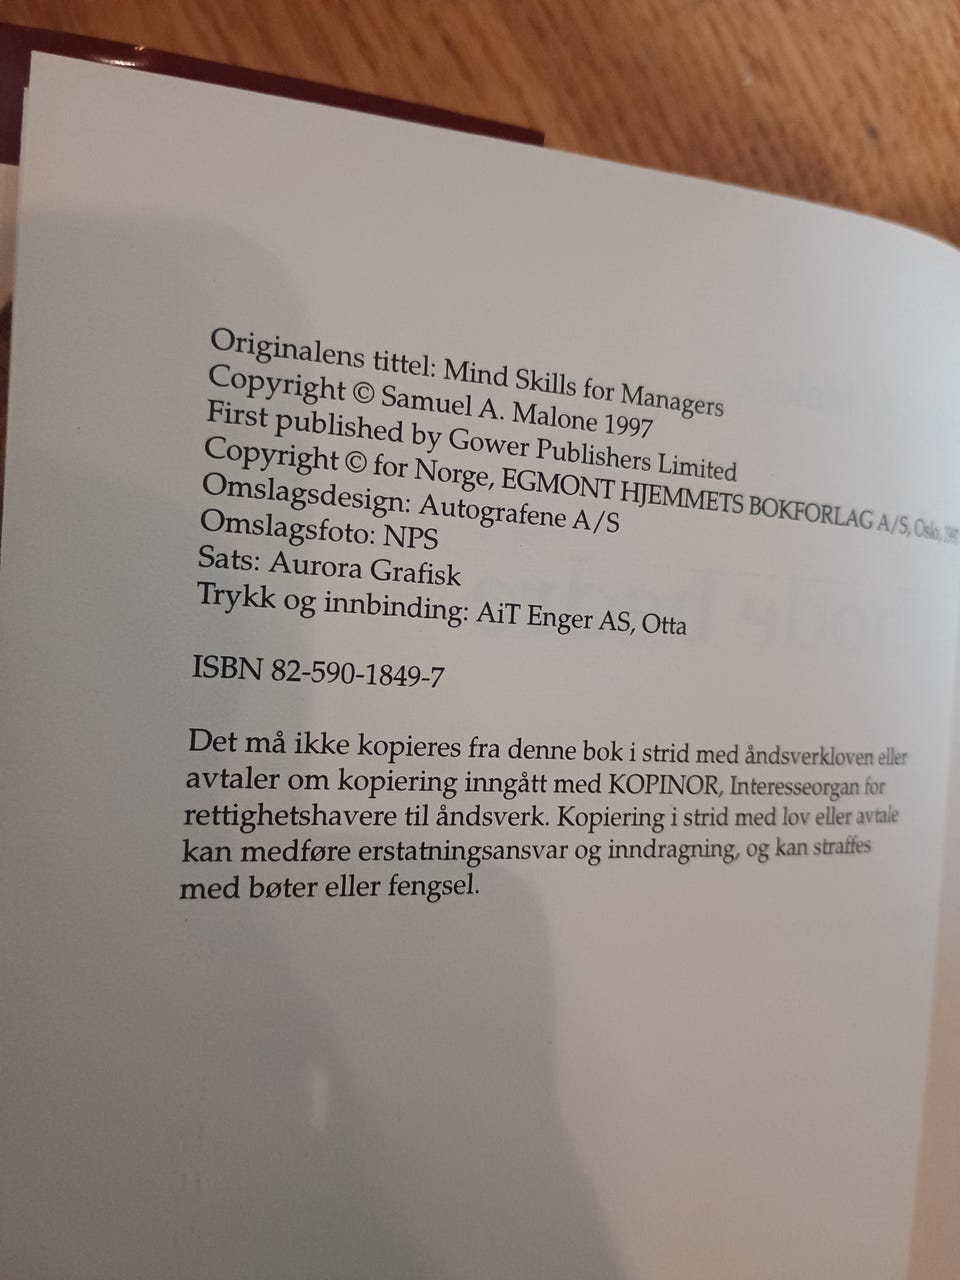 Originalens tittel: Mind Skills for Managers
Copyright © Samuel A. Malone 1997
First published by Gower Publishers Limited
Copyright © for Norge, EGMONT HJEMMETS BOKFORLAG A/S, Oslo,
Omslagsdesign: Autografene A/S
Omslagsfoto: NPS
Sats: Aurora Grafisk
Trykk og innbinding: AiT Enger AS, Otta
ISBN 82-590-1849-7
Det må ikke kopieres fra denne bok i strid med åndsverkloven eller
avtaler om kopiering inngått med KOPINOR, Interesseorgan for
rettighetshavere til åndsverk. Kopiering i strid med lov eller avtale
kan medføre erstatningsansvar og inndragning, og kan straffes
med bøter eller fengsel.